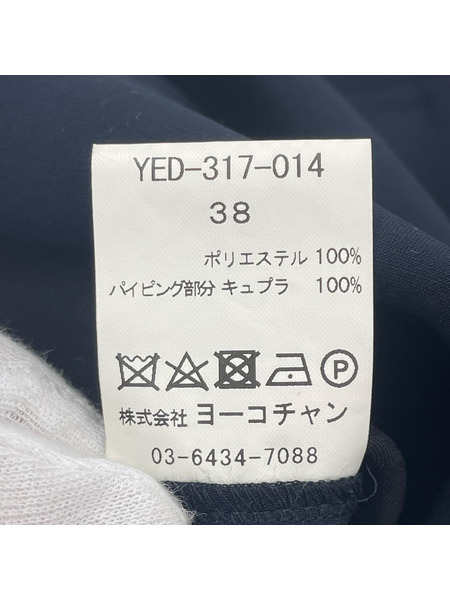 YED-317-014
38
ポリエステル 100%
パイピング部分 キュプラ 100%
P
株式会社 ヨーコチャン
03-6434-7088